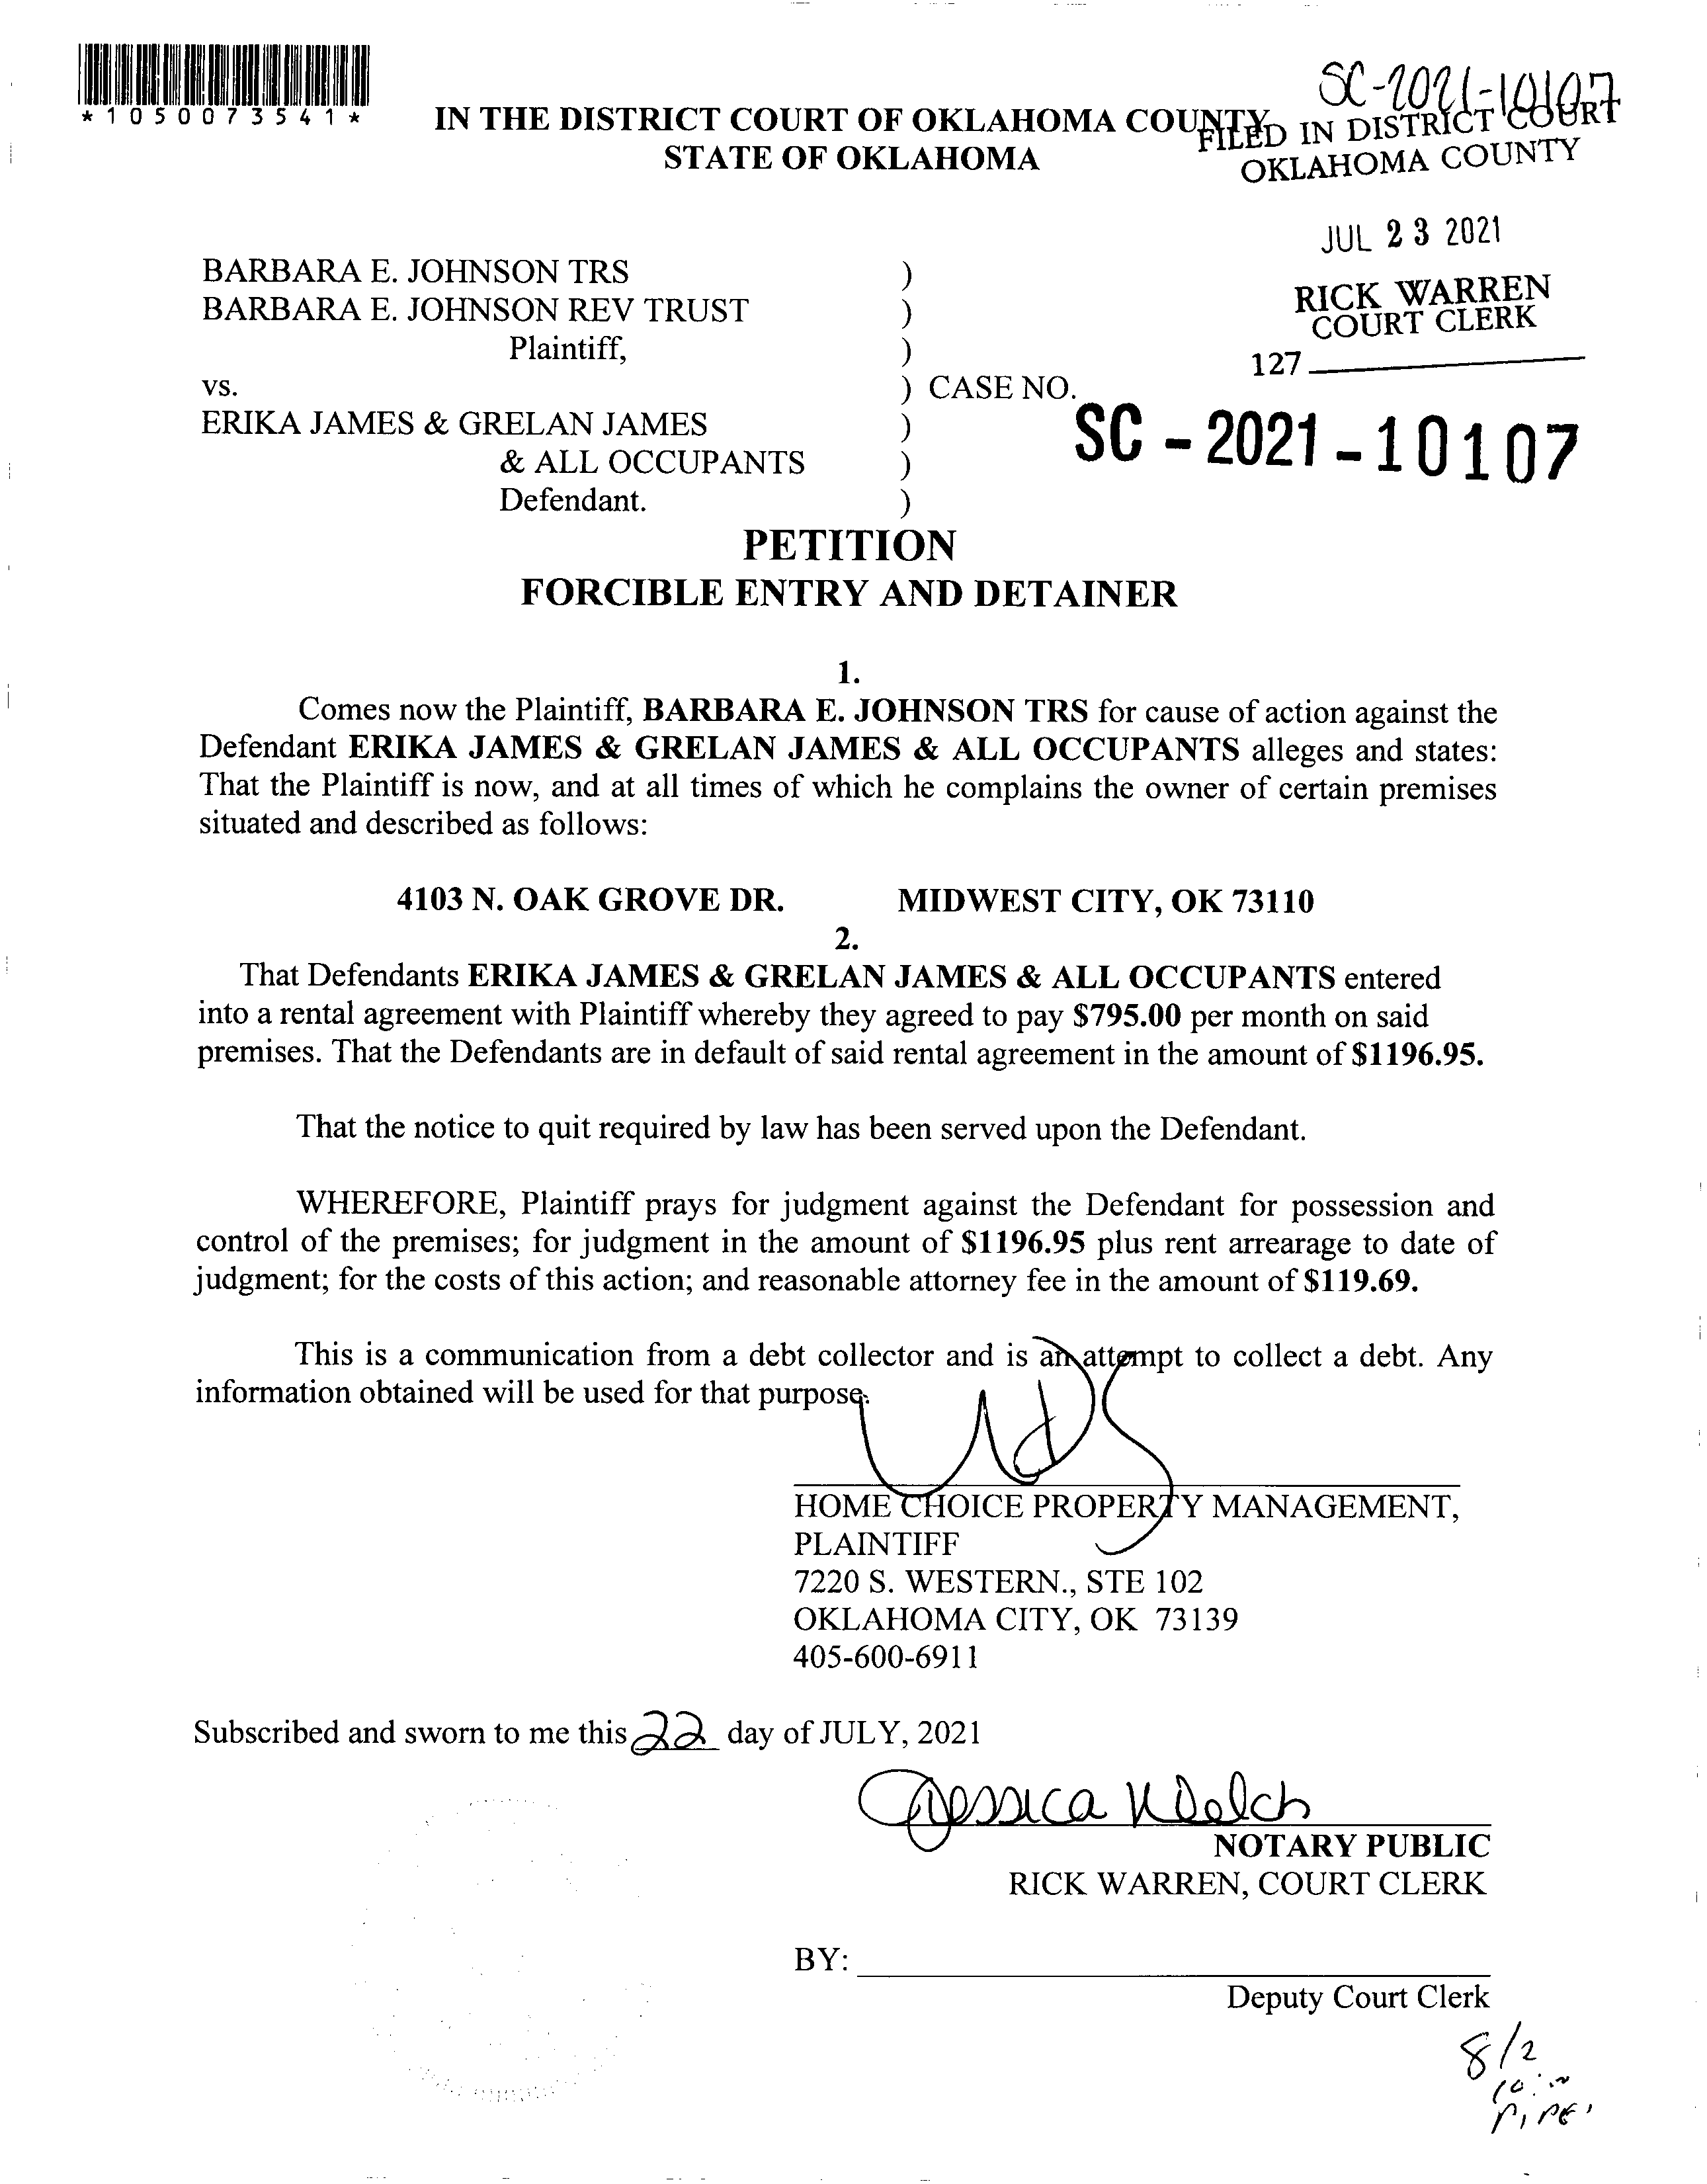 *1050073541*
SC-2021-10107
IN THE DISTRICT COURT OF OKLAHOMA COUNTY
STATE OF OKLAHOMA
FILED IN DISTRICT COURT
OKLAHOMA COUNTY
JUL 23 2021
RICK WARREN
COURT CLERK
127
BARBARA E. JOHNSON TRS )
BARBARA E. JOHNSON REV TRUST )
Plaintiff, )
vs. ) CASE NO.
ERIKA JAMES & GRELAN JAMES )
SC - 2021 - 10107
& ALL OCCUPANTS )
Defendant. )
PETITION
FORCIBLE ENTRY AND DETAINER
1.
Comes now the Plaintiff, BARBARA E. JOHNSON TRS for cause of action against the
Defendant ERIKA JAMES & GRELAN JAMES & ALL OCCUPANTS alleges and states:
That the Plaintiff is now, and at all times of which he complains the owner of certain premises
situated and described as follows:
4103 N. OAK GROVE DR. MIDWEST CITY, OK 73110
2.
That Defendants ERIKA JAMES & GRELAN JAMES & ALL OCCUPANTS entered
into a rental agreement with Plaintiff whereby they agreed to pay $795.00 per month on said
premises. That the Defendants are in default of said rental agreement in the amount of $1196.95.
That the notice to quit required by law has been served upon the Defendant.
WHEREFORE, Plaintiff prays for judgment against the Defendant for possession and
control of the premises; for judgment in the amount of $1196.95 plus rent arrearage to date of
judgment; for the costs of this action; and reasonable attorney fee in the amount of $119.69.
This is a communication from a debt collector and is an attempt to collect a debt. Any
information obtained will be used for that purpose.
HOME CHOICE PROPERTY MANAGEMENT,
PLAINTIFF
7220 S. WESTERN., STE 102
OKLAHOMA CITY, OK 73139
405-600-6911
Subscribed and sworn to me this 22 day of JULY, 2021
Jessica Welch
NOTARY PUBLIC
RICK WARREN, COURT CLERK
BY:
Deputy Court Clerk
8/2